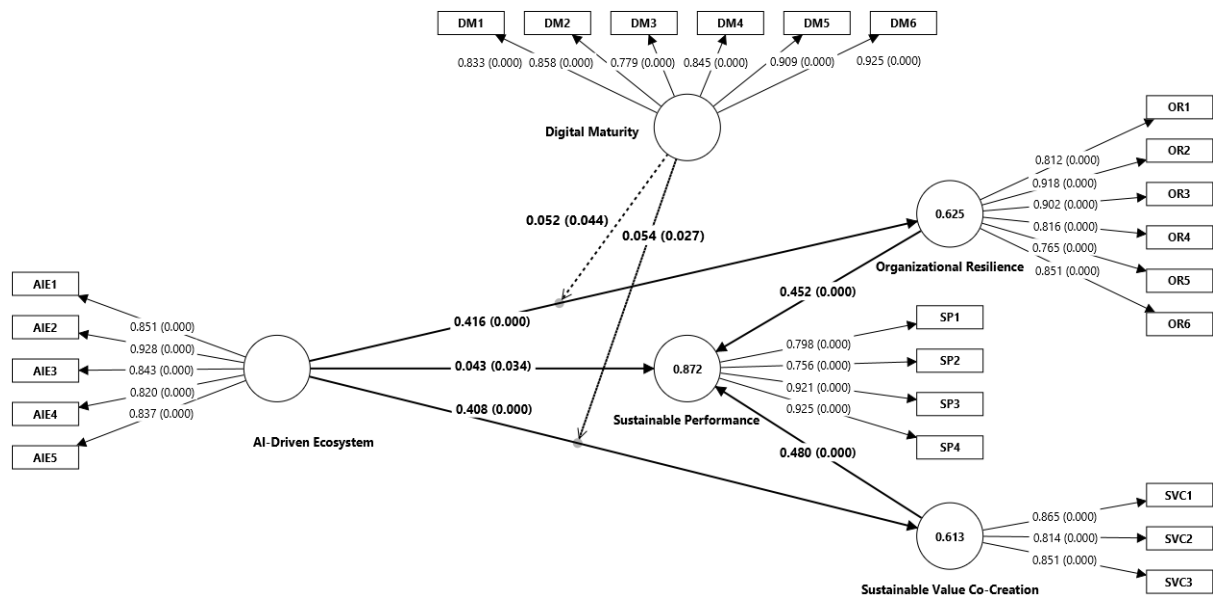 DM1 DM2 DM3 DM4 DM5 DM6
0.833 (0.000) 0.858 (0.000) 0.779 (0.000) 0.845 (0.000) 0.909 (0.000) 0.925 (0.000)
Digital Maturity
0.052 (0.044)
0.054 (0.027)
OR1
OR2
OR3
OR4
OR5
OR6
0.812 (0.000)
0.918 (0.000)
0.902 (0.000)
0.816 (0.000)
0.765 (0.000)
0.851 (0.000)
0.625
Organizational Resilience
AIE1
AIE2
AIE3
AIE4
AIE5
0.851 (0.000)
0.928 (0.000)
0.843 (0.000)
0.820 (0.000)
0.837 (0.000)
AI-Driven Ecosystem
0.416 (0.000)
0.043 (0.034)
0.408 (0.000)
0.452 (0.000)
0.872
Sustainable Performance
0.798 (0.000)
0.756 (0.000)
0.921 (0.000)
0.925 (0.000)
SP1
SP2
SP3
SP4
0.480 (0.000)
0.613
Sustainable Value Co-Creation
0.865 (0.000)
0.814 (0.000)
0.851 (0.000)
SVC1
SVC2
SVC3